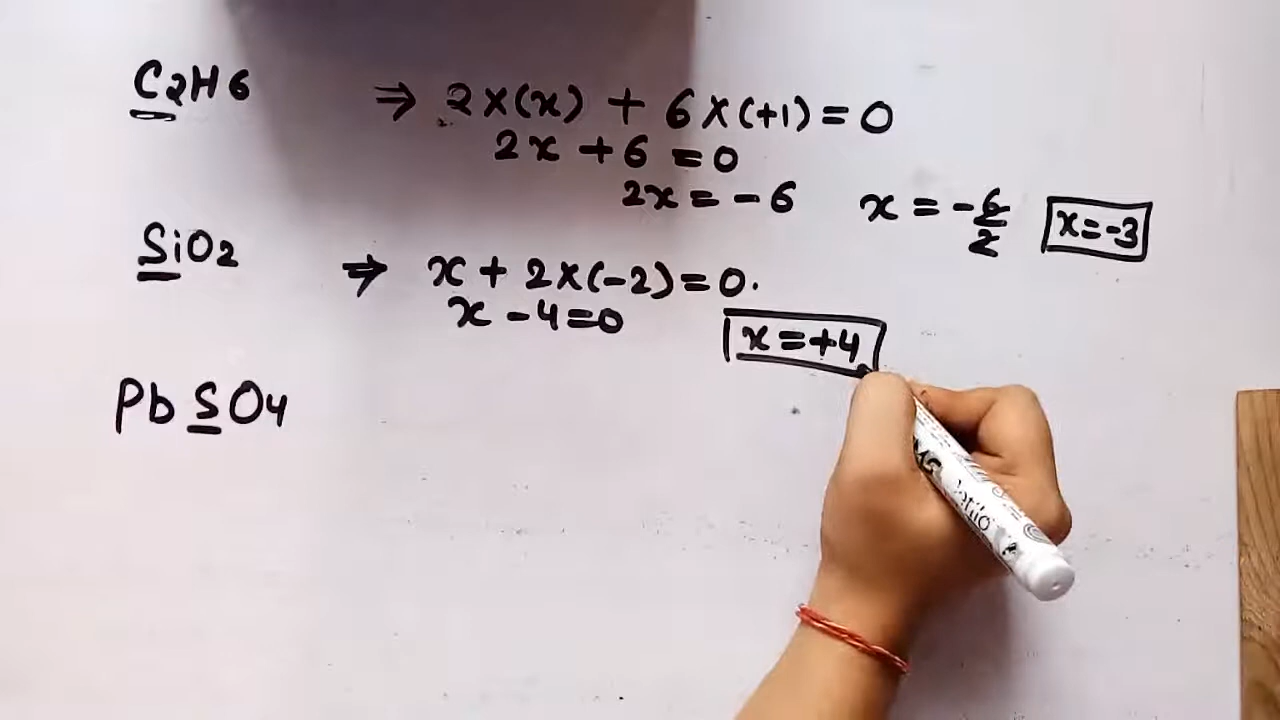 C2H6 ⇒ 2×(x) + 6×(+1) = 0
2x + 6 = 0
2x = -6 x = -6/2 x = -3
SiO2 ⇒ x + 2×(-2) = 0.
x - 4 = 0 x = +4
PbSO4